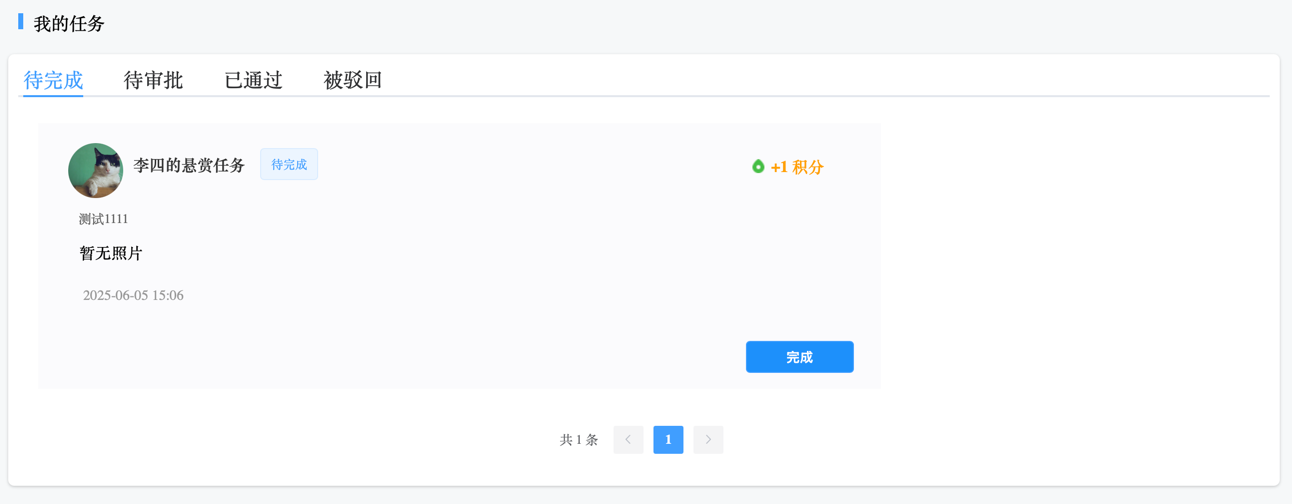 我的任务
待完成 待审批 已通过 被驳回
李四的悬赏任务 待完成 +1 积分
测试1111
暂无照片
2025-06-05 15:06
完成
共 1 条 1